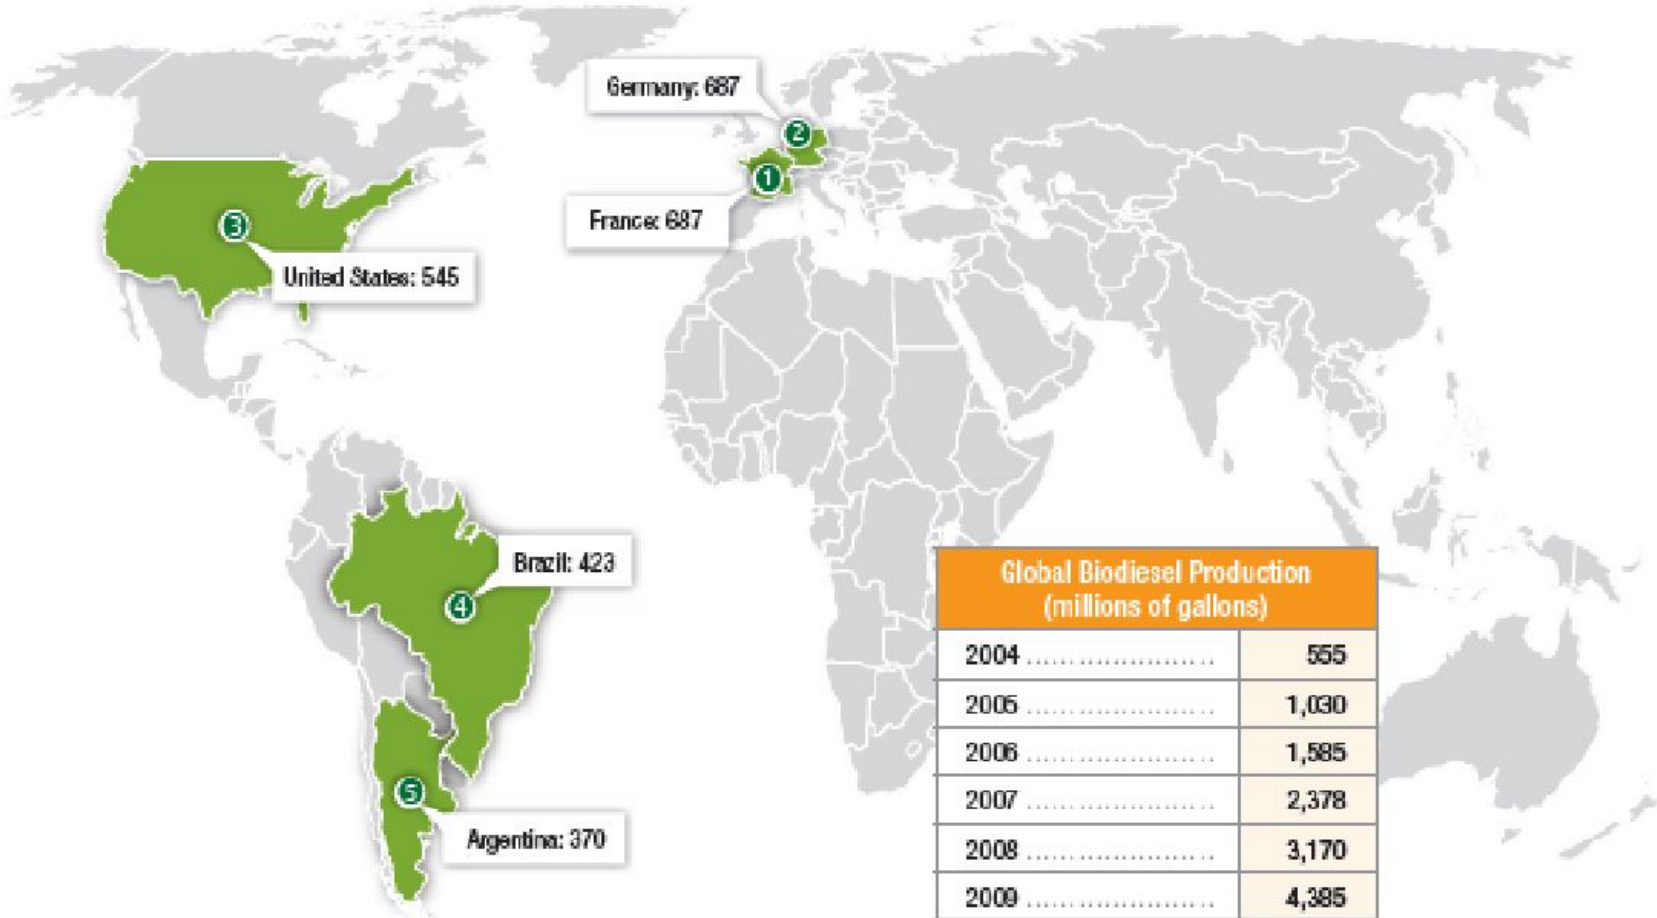 Germany: 687
2
1
France: 687
3
United States: 545
Brazil: 423
4
5
Argentina: 370
Global Biodiesel Production
(millions of gallons)
2004 ...................... 555
2005 ...................... 1,030
2006 ...................... 1,585
2007 ...................... 2,378
2008 ...................... 3,170
2009 ...................... 4,385